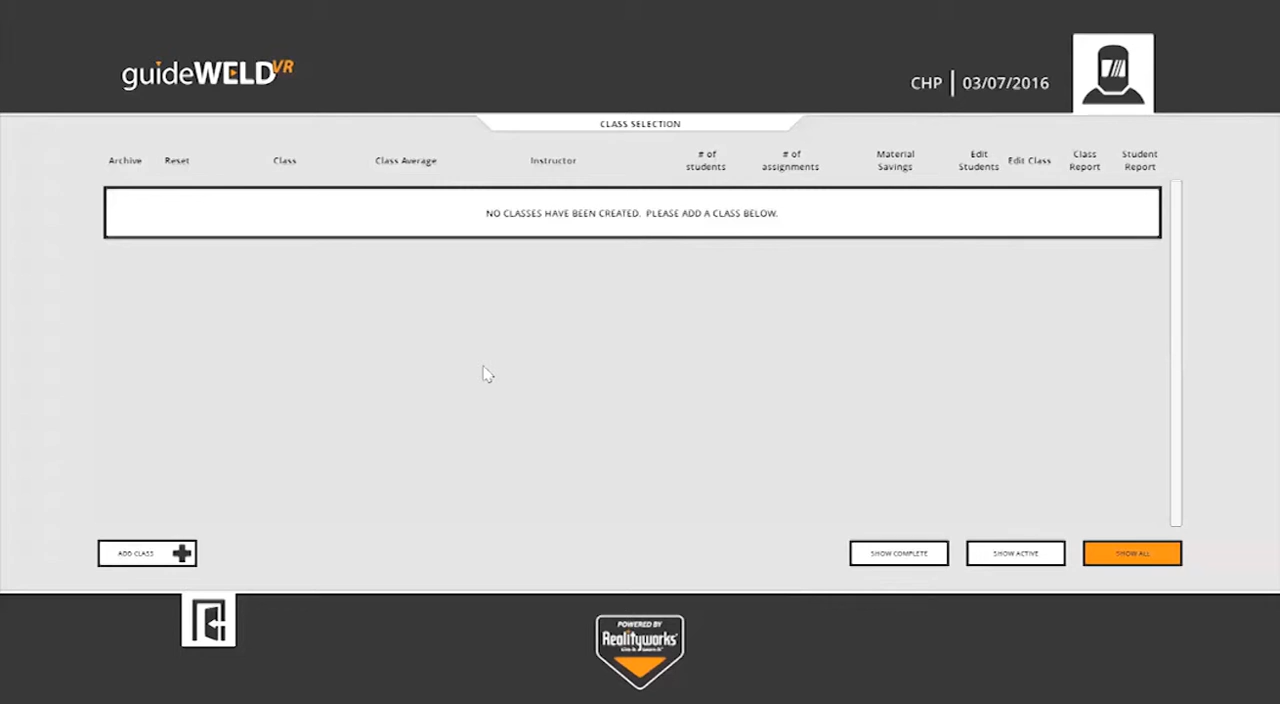 guideWELD VR
CHP | 03/07/2016
CLASS SELECTION
Archive Reset Class Class Average Instructor # of students # of assignments Material Savings Edit Students Edit Class Class Report Student Report
NO CLASSES HAVE BEEN CREATED. PLEASE ADD A CLASS BELOW.
ADD CLASS SHOW COMPLETE SHOW ACTIVE SHOW ALL
POWERED BY
Realityworks